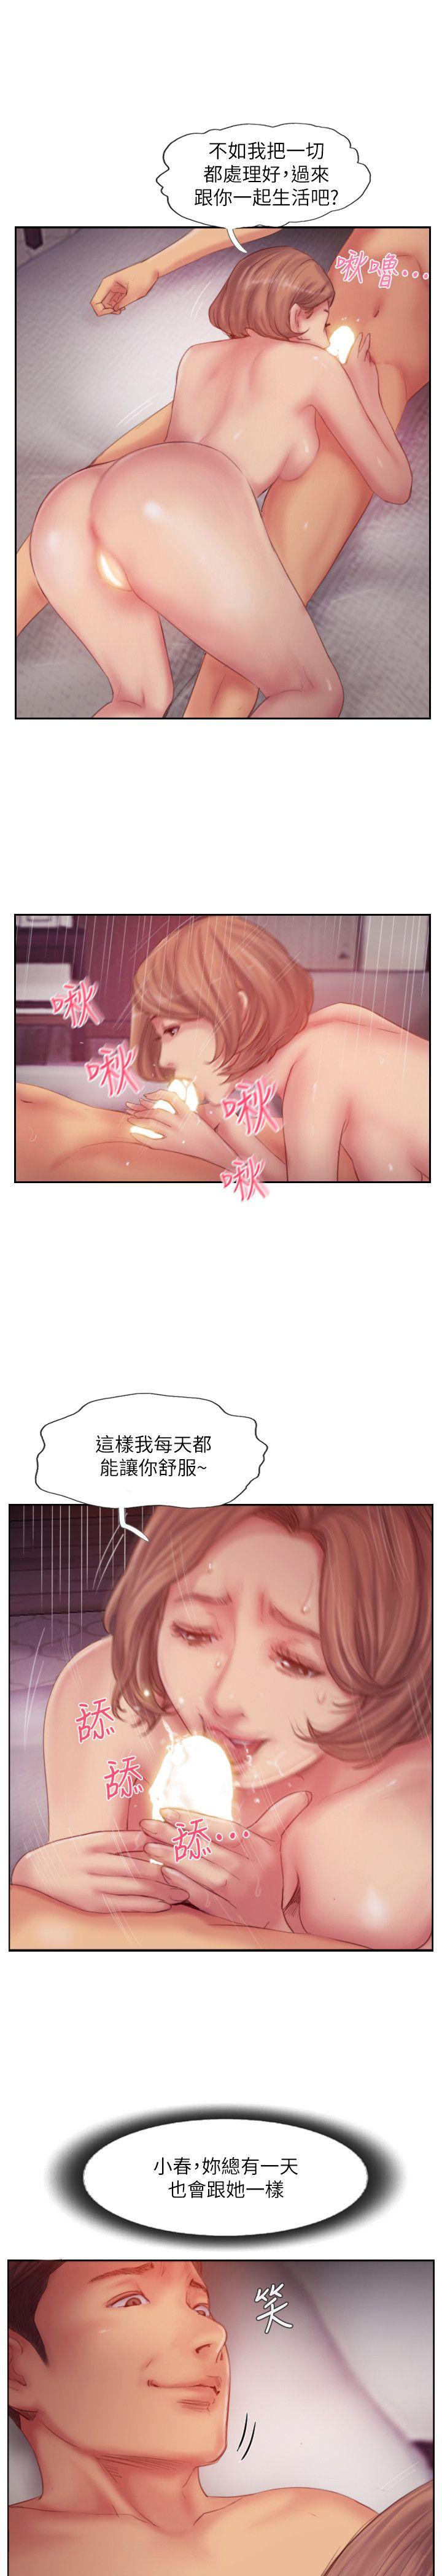 不如我把一切
都處理好，過來
跟你一起生活吧?
啾嚕…
啾
啾
啾
啾
這樣我每天都
能讓你舒服~
舔
舔
舔…
小春，妳總有一天
也會跟她一樣
笑